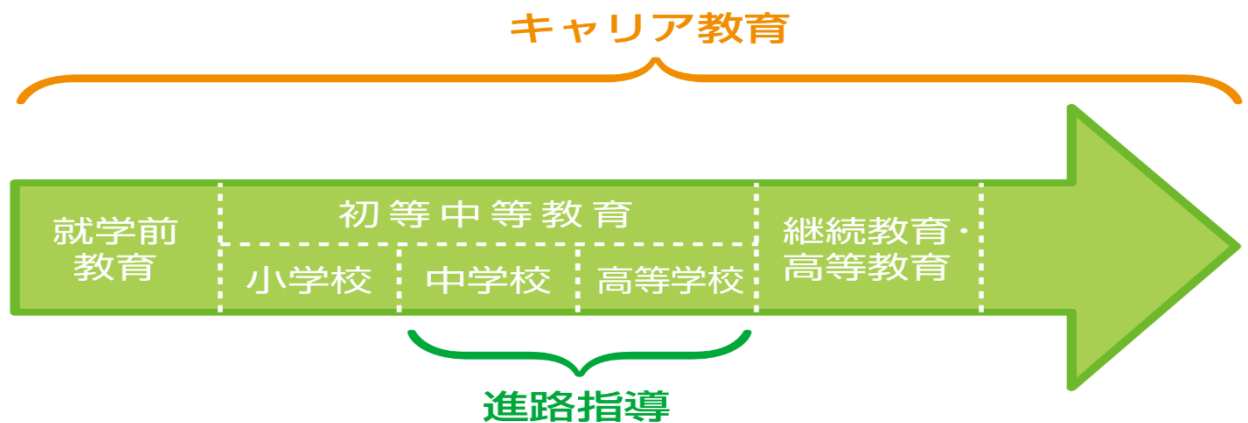 キャリア教育
就学前
教育
初等中等教育
小学校
中学校
高等学校
継続教育・
高等教育
進路指導